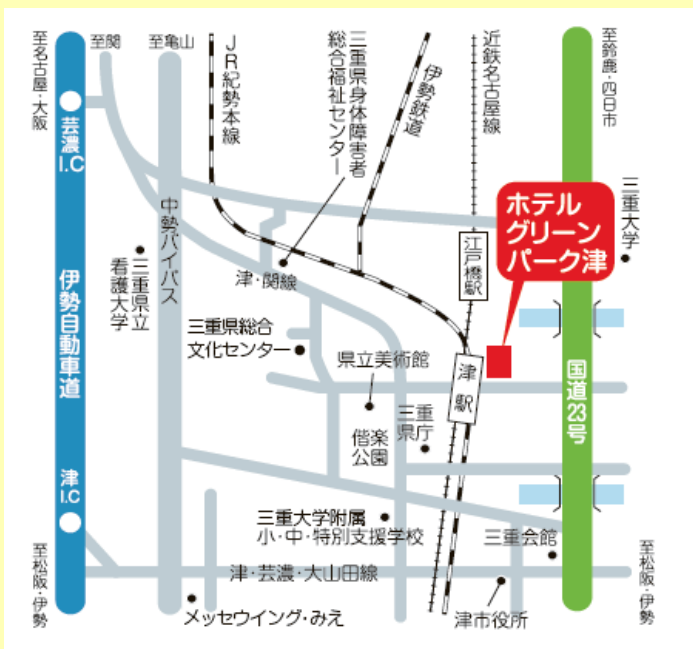 至名古屋・大阪
至関
至亀山
JR紀勢本線
三重県身体障害者
総合福祉センター
伊勢鉄道
近鉄名古屋線
至鈴鹿・四日市
芸濃
I.C
中勢バイパス
三重県立
看護大学
津・関線
江戸橋駅
ホテル
グリーン
パーク津
三重大学
伊勢自動車道
三重県総合
文化センター
県立美術館
津駅
国道23号
三重
県庁
偕楽
公園
津
I.C
三重大学附属
小・中・特別支援学校
三重会館
至松阪・伊勢
津・芸濃・大山田線
至松阪・伊勢
メッセウイング・みえ
津市役所